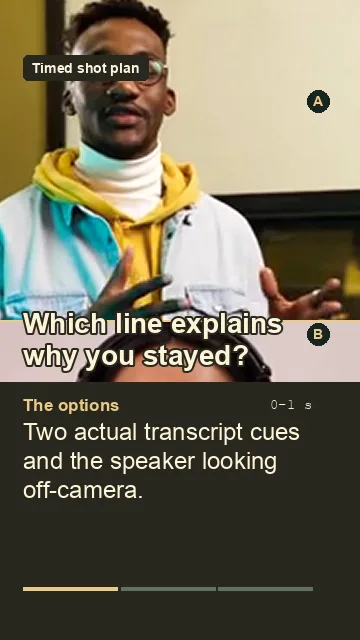 Timed shot plan
A
Which line explains
why you stayed?
B
The options
0–1 s
Two actual transcript cues
and the speaker looking
off-camera.